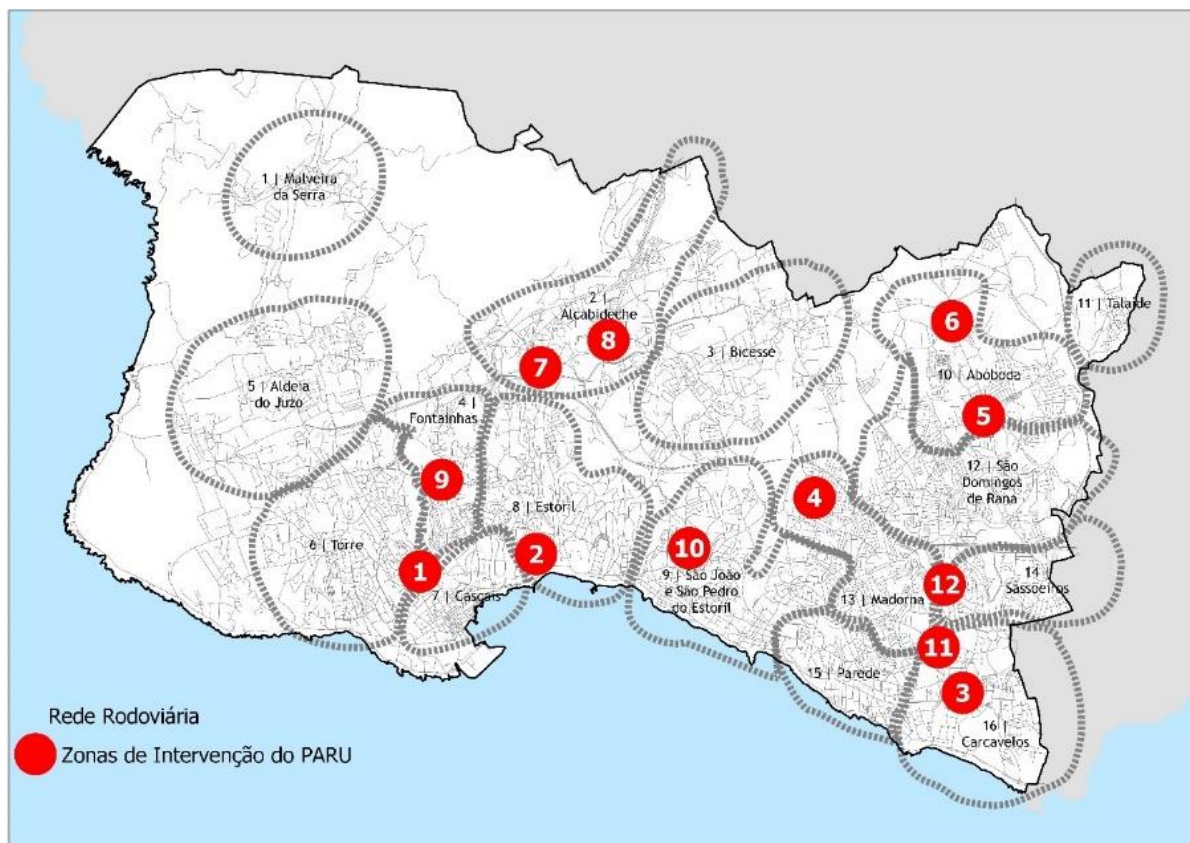 1 | Malveira
da Serra
2 |
Alcabideche
8
7
3 | Bicesse
6
11 | Talaíde
10 | Abóboda
5
5 | Aldeia
do Juzo
4 |
Fontainhas
9
12 | São
Domingos
de Rana
4
8 | Estoril
6 | Torre
2
1
7 | Cascais
10
9 | São João
e São Pedro
do Estoril
14 |
Sassoeiros
12
13 | Madorna
11
15 | Parede
3
16 |
Carcavelos
Rede Rodoviária
Zonas de Intervenção do PARU